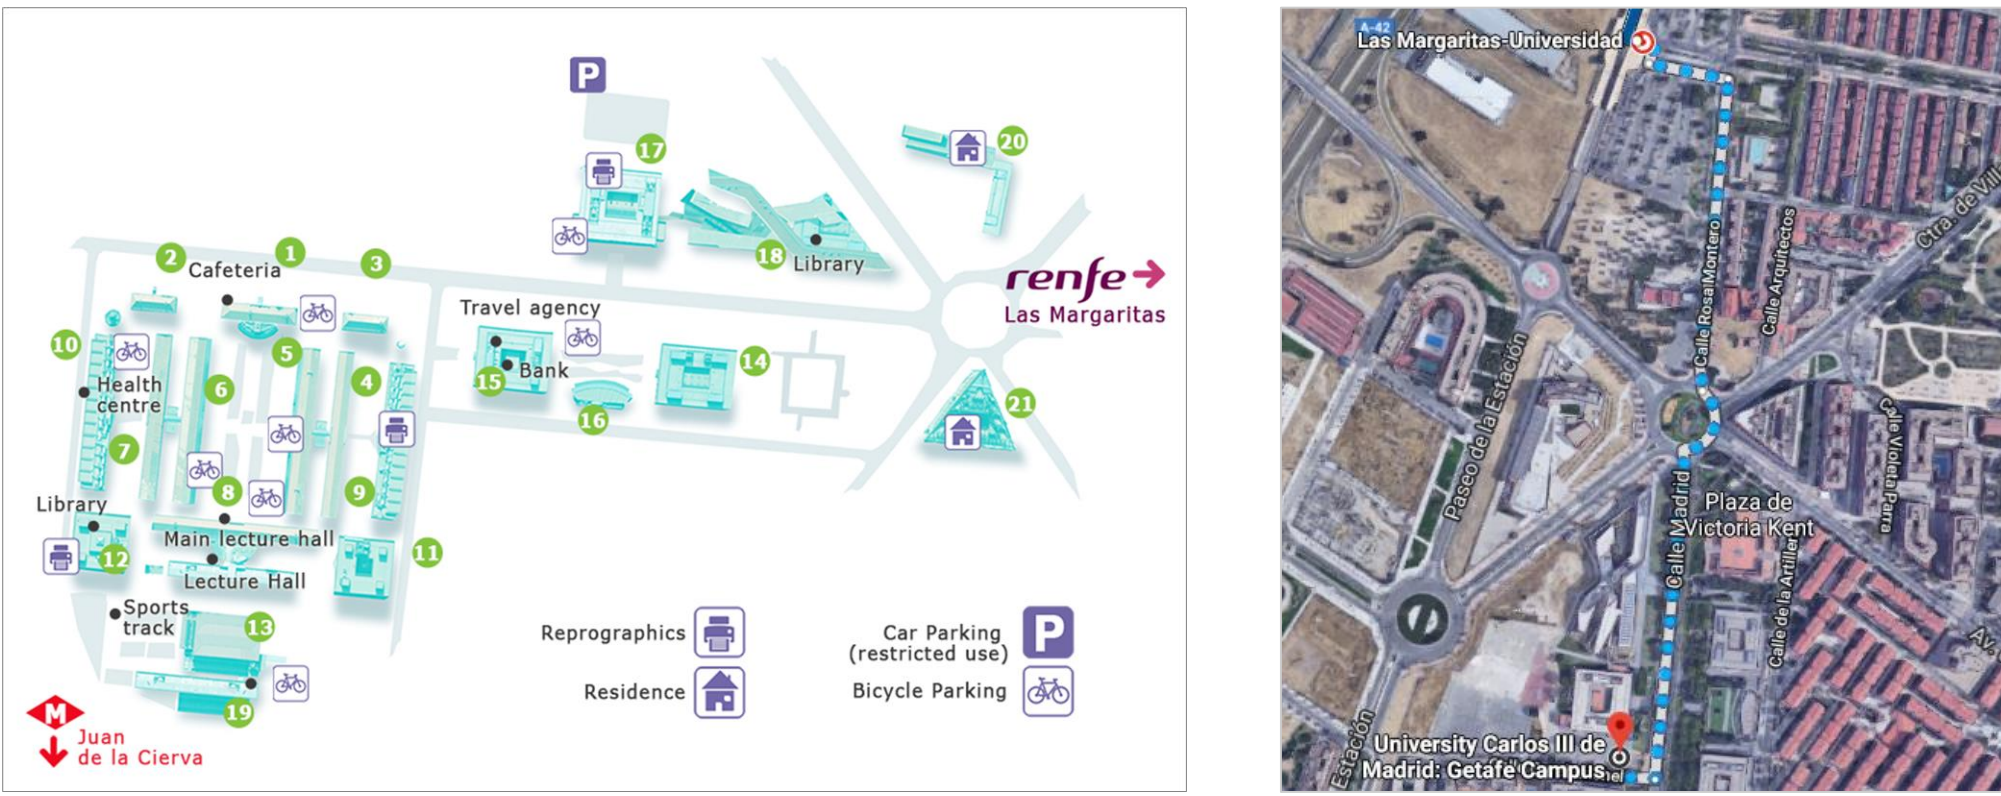 P
17
20
18
Library
renfe
Las Margaritas
2
1
3
Cafeteria
Travel agency
10
5
6
4
Health
centre
15
Bank
14
16
21
7
8
9
Library
Main lecture hall
12
11
Lecture Hall
Sports
track
13
19
M
Juan
de la Cierva
Reprographics
Residence
Car Parking
(restricted use)
P
Bicycle Parking
A-42
Las Margaritas-Universidad
Calle Rosa Montero
Calle Arquitectos
Ctra. de
Paseo de la Estación
Calle Violeta Parra
Plaza de
Victoria Kent
Calle Madrid
Calle de la Artiller
Av.
Estación
University Carlos III de
Madrid: Getafe Campus